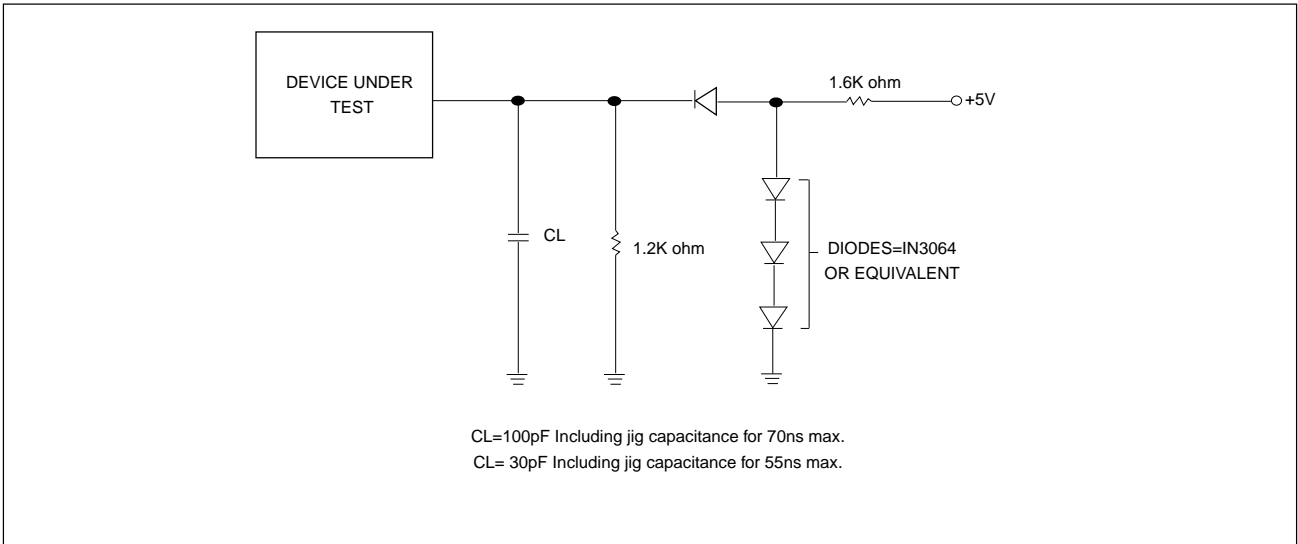 DEVICE UNDER
TEST
1.6K ohm
+5V
CL
1.2K ohm
DIODES=IN3064
OR EQUIVALENT
CL=100pF Including jig capacitance for 70ns max.
CL= 30pF Including jig capacitance for 55ns max.